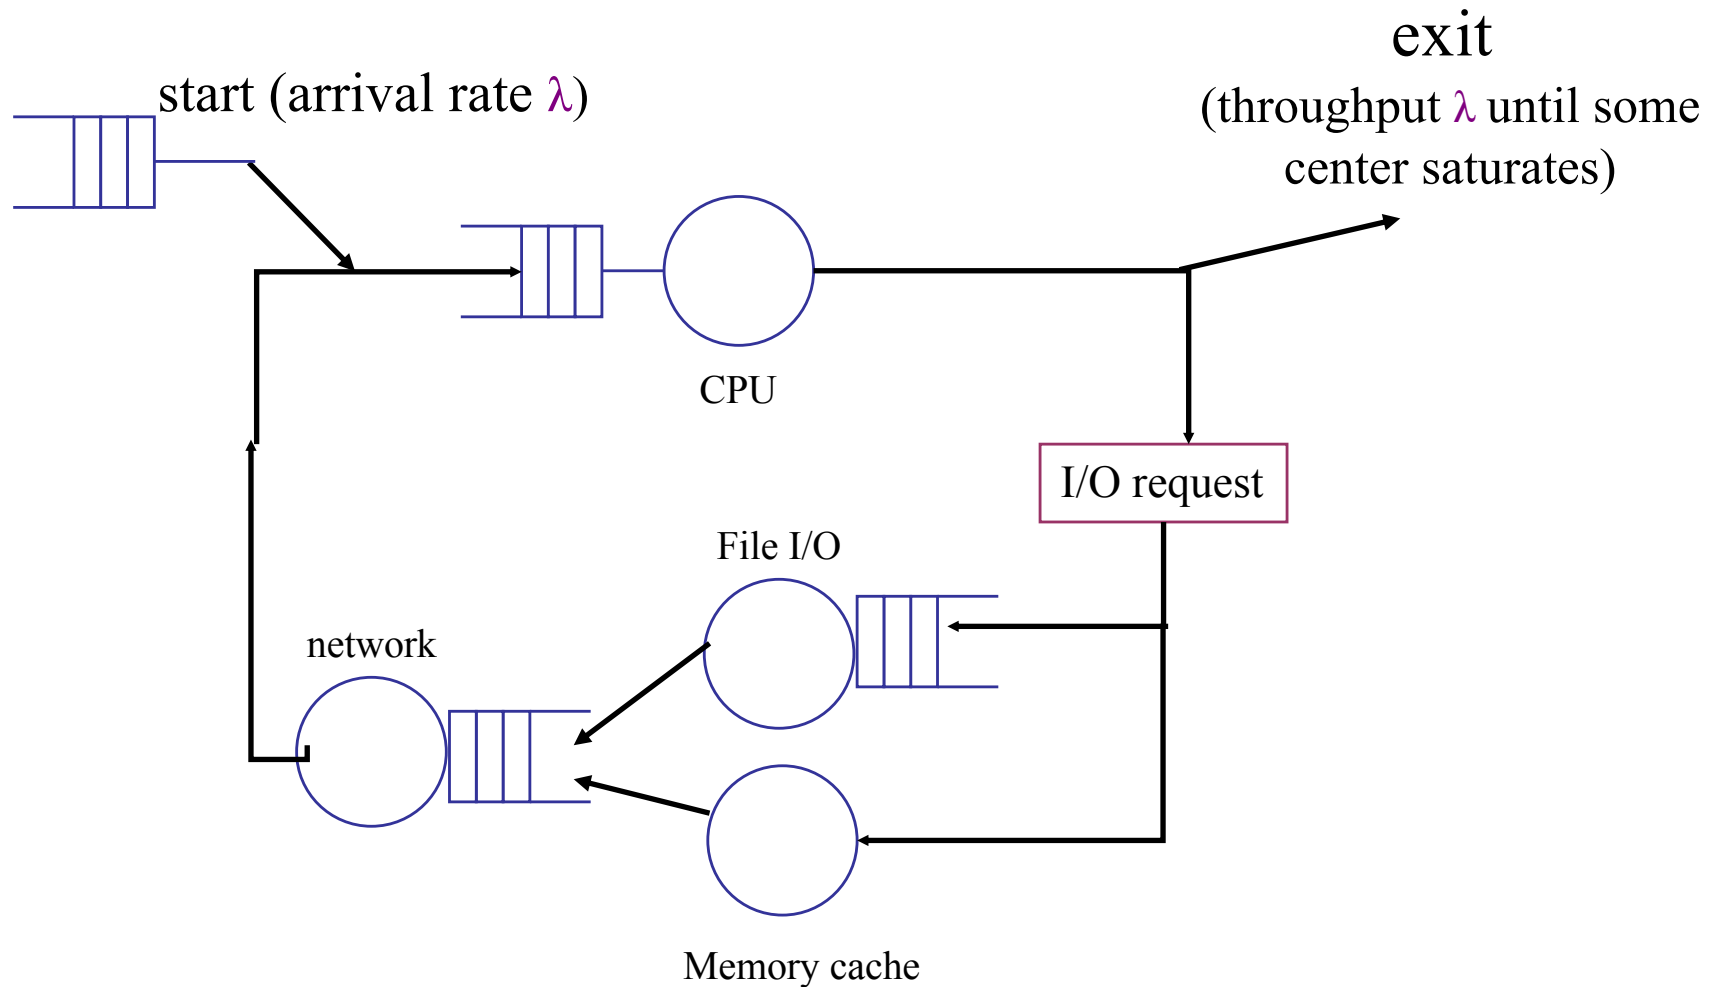 exit
start (arrival rate λ)
(throughput λ until some
center saturates)
CPU
I/O request
File I/O
network
Memory cache